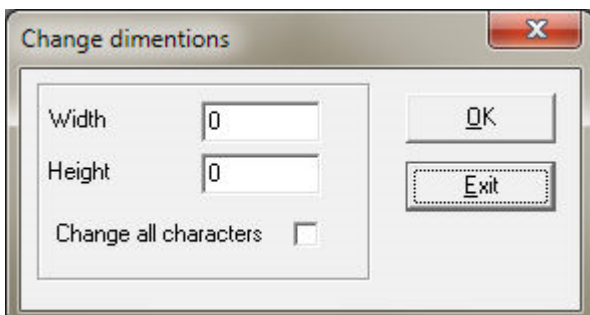 Change dimentions
Width 0
OK
Height 0
Exit
Change all characters